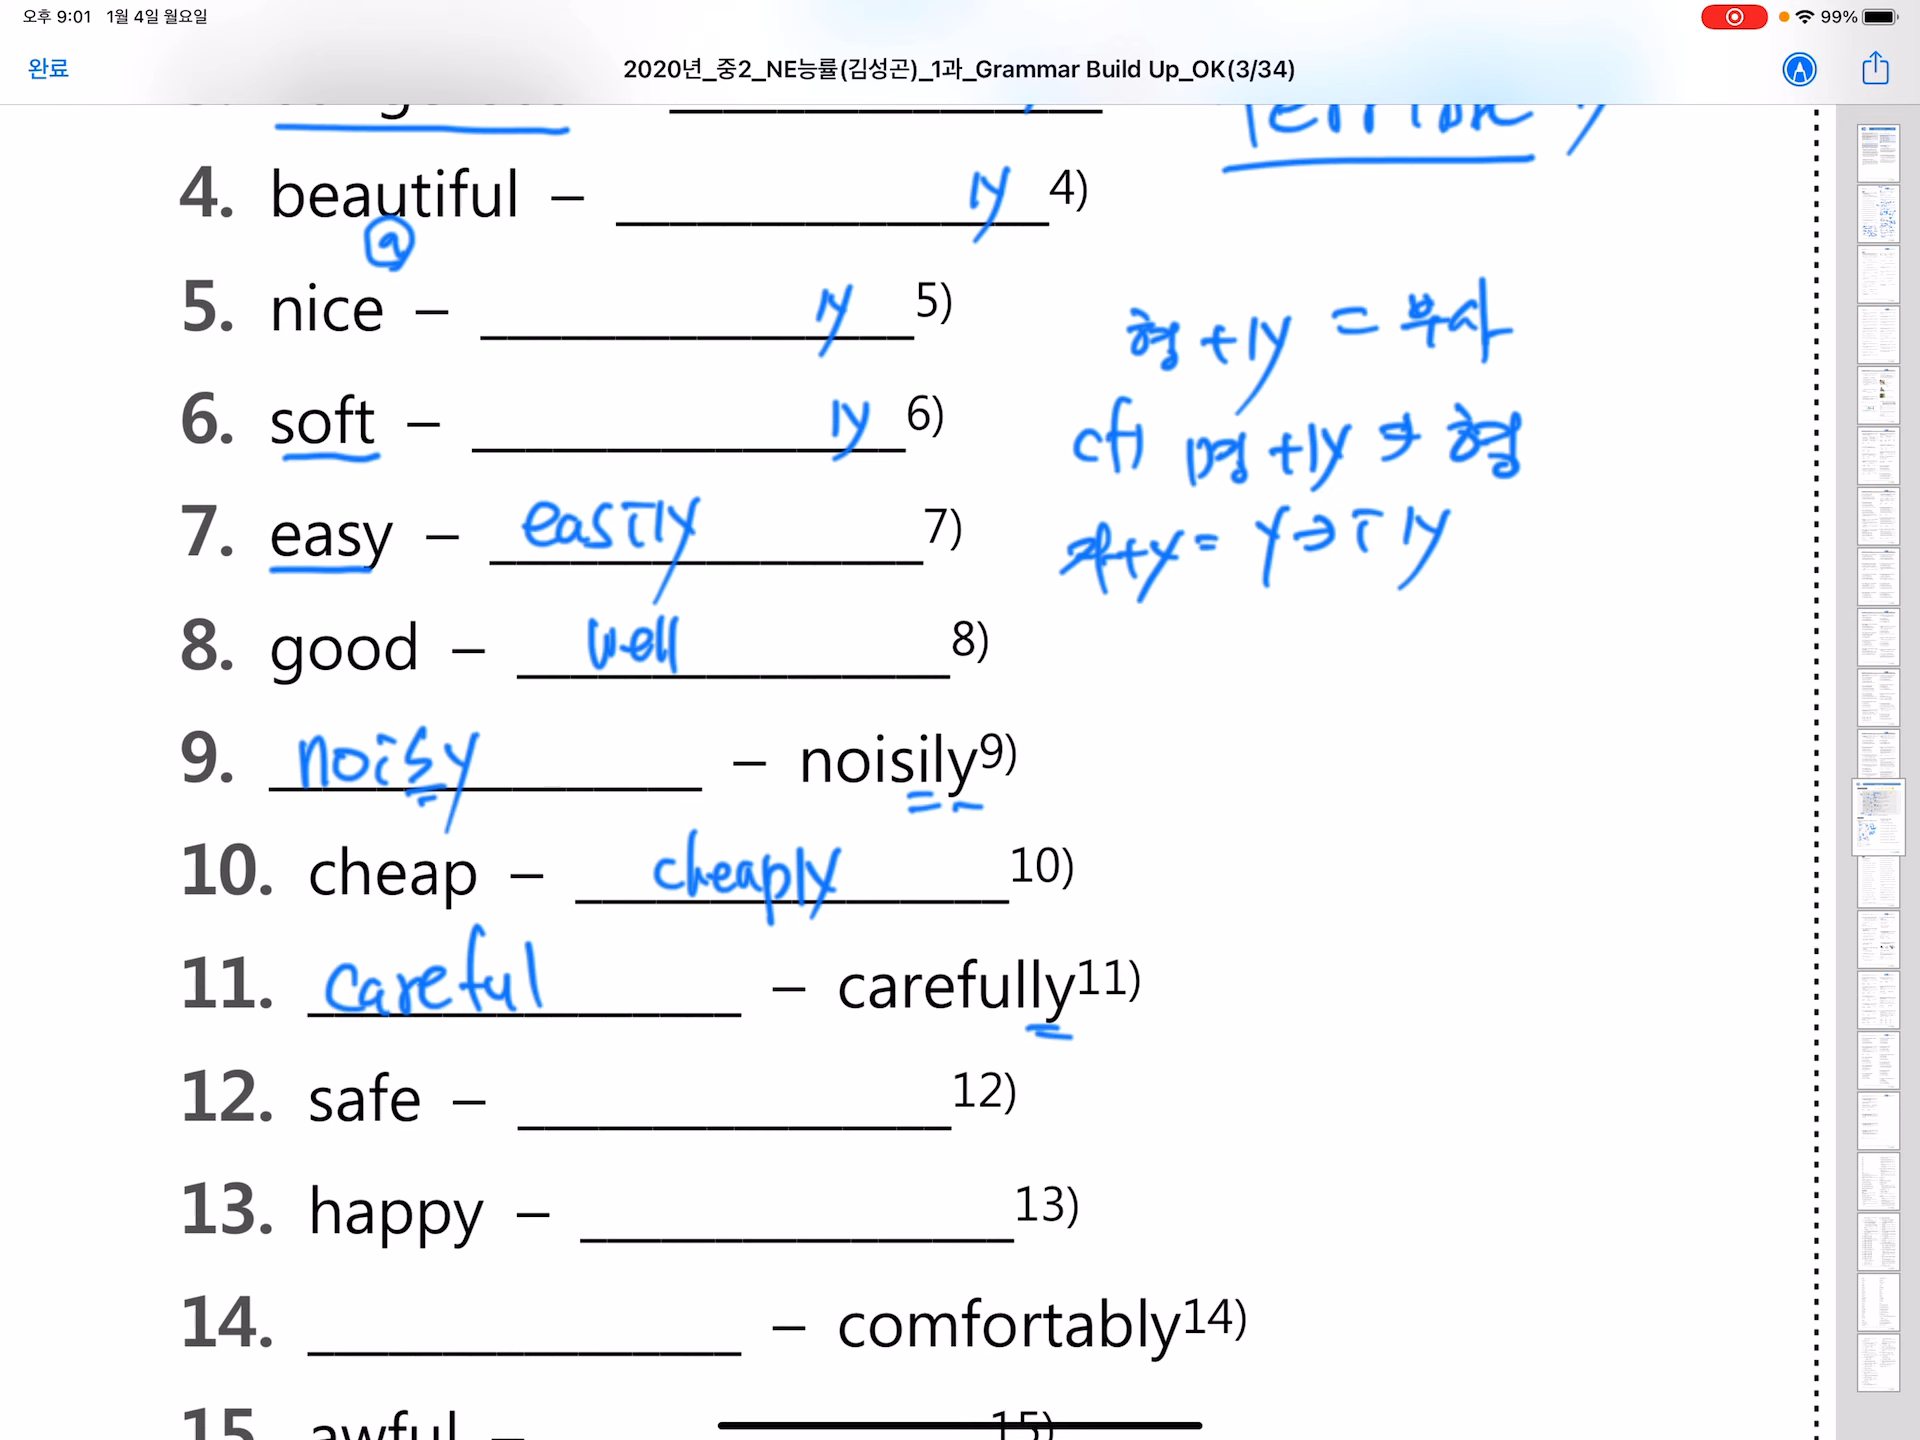 오후 9:01 1월 4일 월요일 99%
완료 2020년_중2_NE능률(김성곤)_1과_Grammar Build Up_OK(3/34)
4. beautiful – ly 4)
a
5. nice – ly 5)
형 + ly = 부사
6. soft – ly 6)
cf) 명 + ly → 형
7. easy – easily 7)
자+y = y → i ly
8. good – well 8)
9. noisy – noisily 9)
10. cheap – cheaply 10)
11. careful – carefully 11)
12. safe – 12)
13. happy – 13)
14. – comfortably 14)
15. awful – 15)